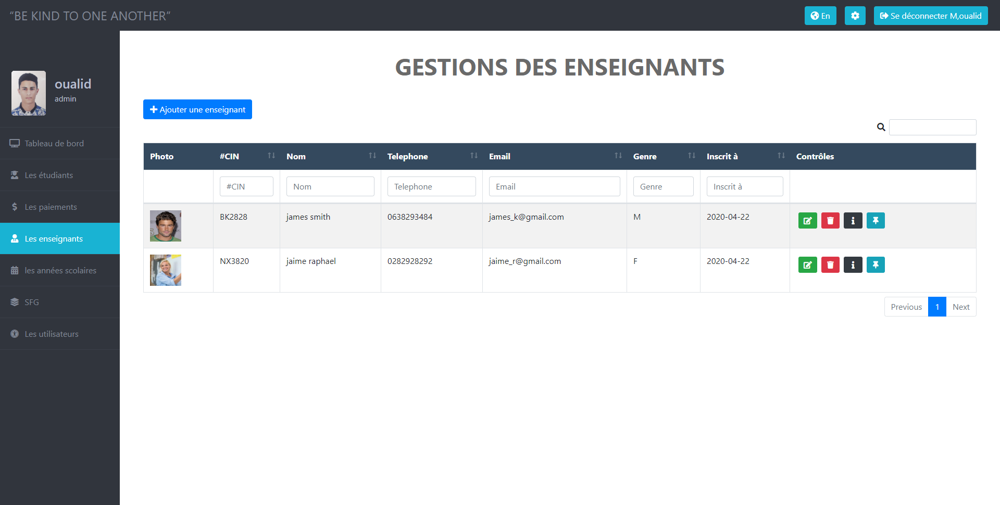 “BE KIND TO ONE ANOTHER”
En
Se déconnecter M,oualid
oualid
admin
Tableau de bord
Les étudiants
Les paiements
Les enseignants
les années scolaires
SFG
Les utilisateurs
GESTIONS DES ENSEIGNANTS
Ajouter une enseignant
Photo #CIN Nom Telephone Email Genre Inscrit à Contrôles
#CIN Nom Telephone Email Genre Inscrit à
BK2828 james smith 0638293484 james_k@gmail.com M 2020-04-22
NX3820 jaime raphael 0282928292 jaime_r@gmail.com F 2020-04-22
Previous 1 Next